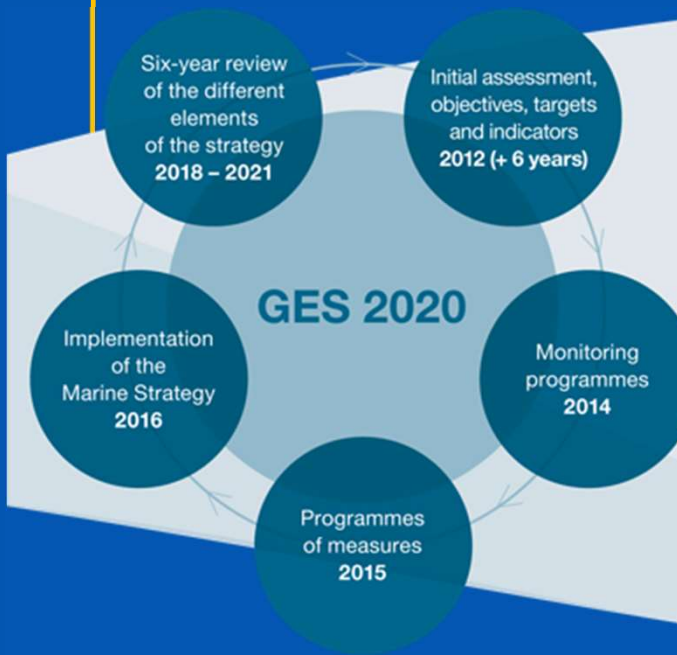 Six-year review
of the different
elements
of the strategy
2018 – 2021
Initial assessment,
objectives, targets
and indicators
2012 (+ 6 years)
GES 2020
Implementation
of the
Marine Strategy
2016
Monitoring
programmes
2014
Programmes
of measures
2015